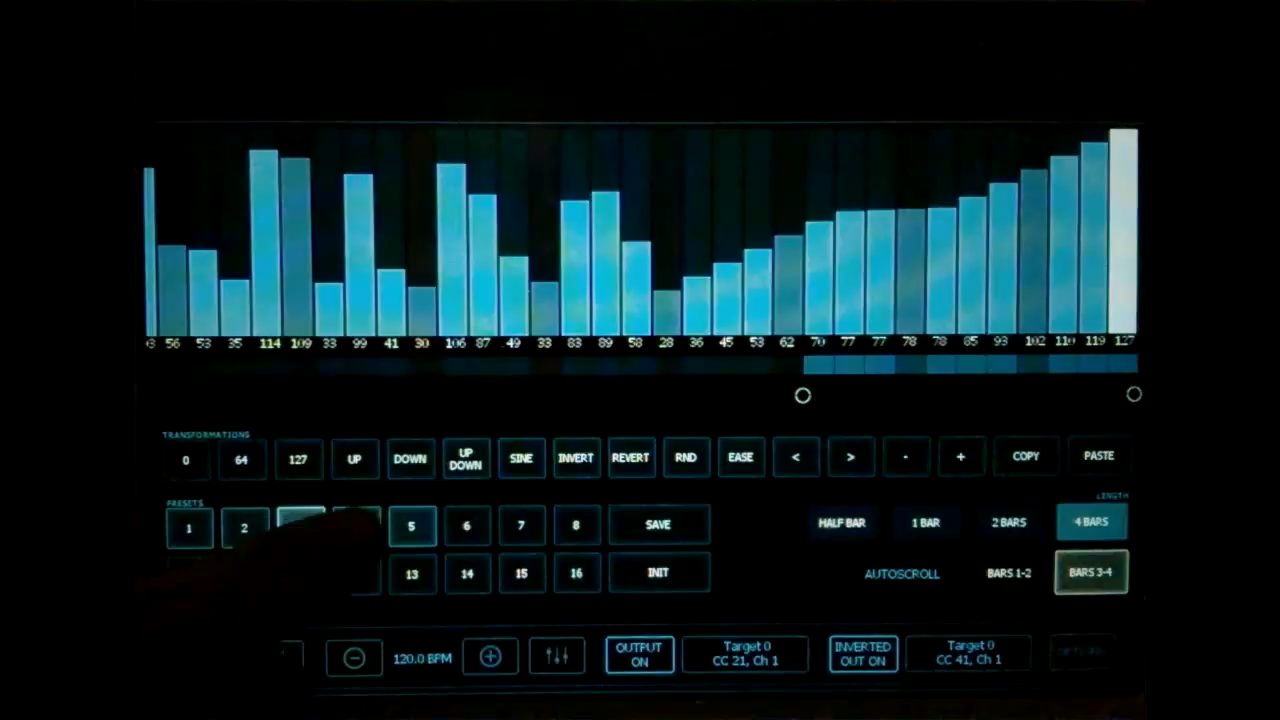 56 53 35 114 109 33 99 41 30 106 87 49 33 83 89 58 28 36 45 53 62 70 77 77 78 78 85 93 102 110 119 127
TRANSFORMATIONS
0 64 127 UP DOWN UP DOWN SINE INVERT REVERT RND EASE < > - + COPY PASTE
PRESETS LENGTH
1 2 5 6 7 8 SAVE HALF BAR 1 BAR 2 BARS 4 BARS
13 14 15 16 INIT AUTOSCROLL BARS 1-2 BARS 3-4
120.0 BPM OUTPUT ON Target 0 CC 21, Ch 1 INVERTED OUT ON Target 0 CC 41, Ch 1